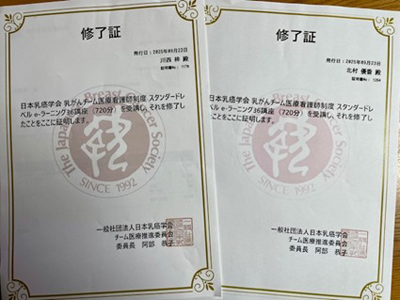 修了証
発行日：2025年09月23日
川西 梓 殿
証明書No：1178
日本乳癌学会 乳がんチーム医療看護師制度 スタンダードレ
ベル e-ラーニング36講座（720分）を受講し、それを修了し
たことをここに証明します。
The Japanese Breast Cancer Society
SINCE 1992
一般社団法人日本乳癌学会
チーム医療推進委員会
委員長 阿部 恭子
修了証
発行日：2025年09月23日
北村 優香 殿
日本乳癌学会 乳がんチーム医療看護師制度 スタンダードレ
ベル e-ラーニング36講座（720分）を受講し、それを修了し
たことをここに証明します。
The Japanese Breast Cancer Society
SINCE 1992
一般社団法人日本乳癌学会
チーム医療推進委員会
委員長 阿部 恭子